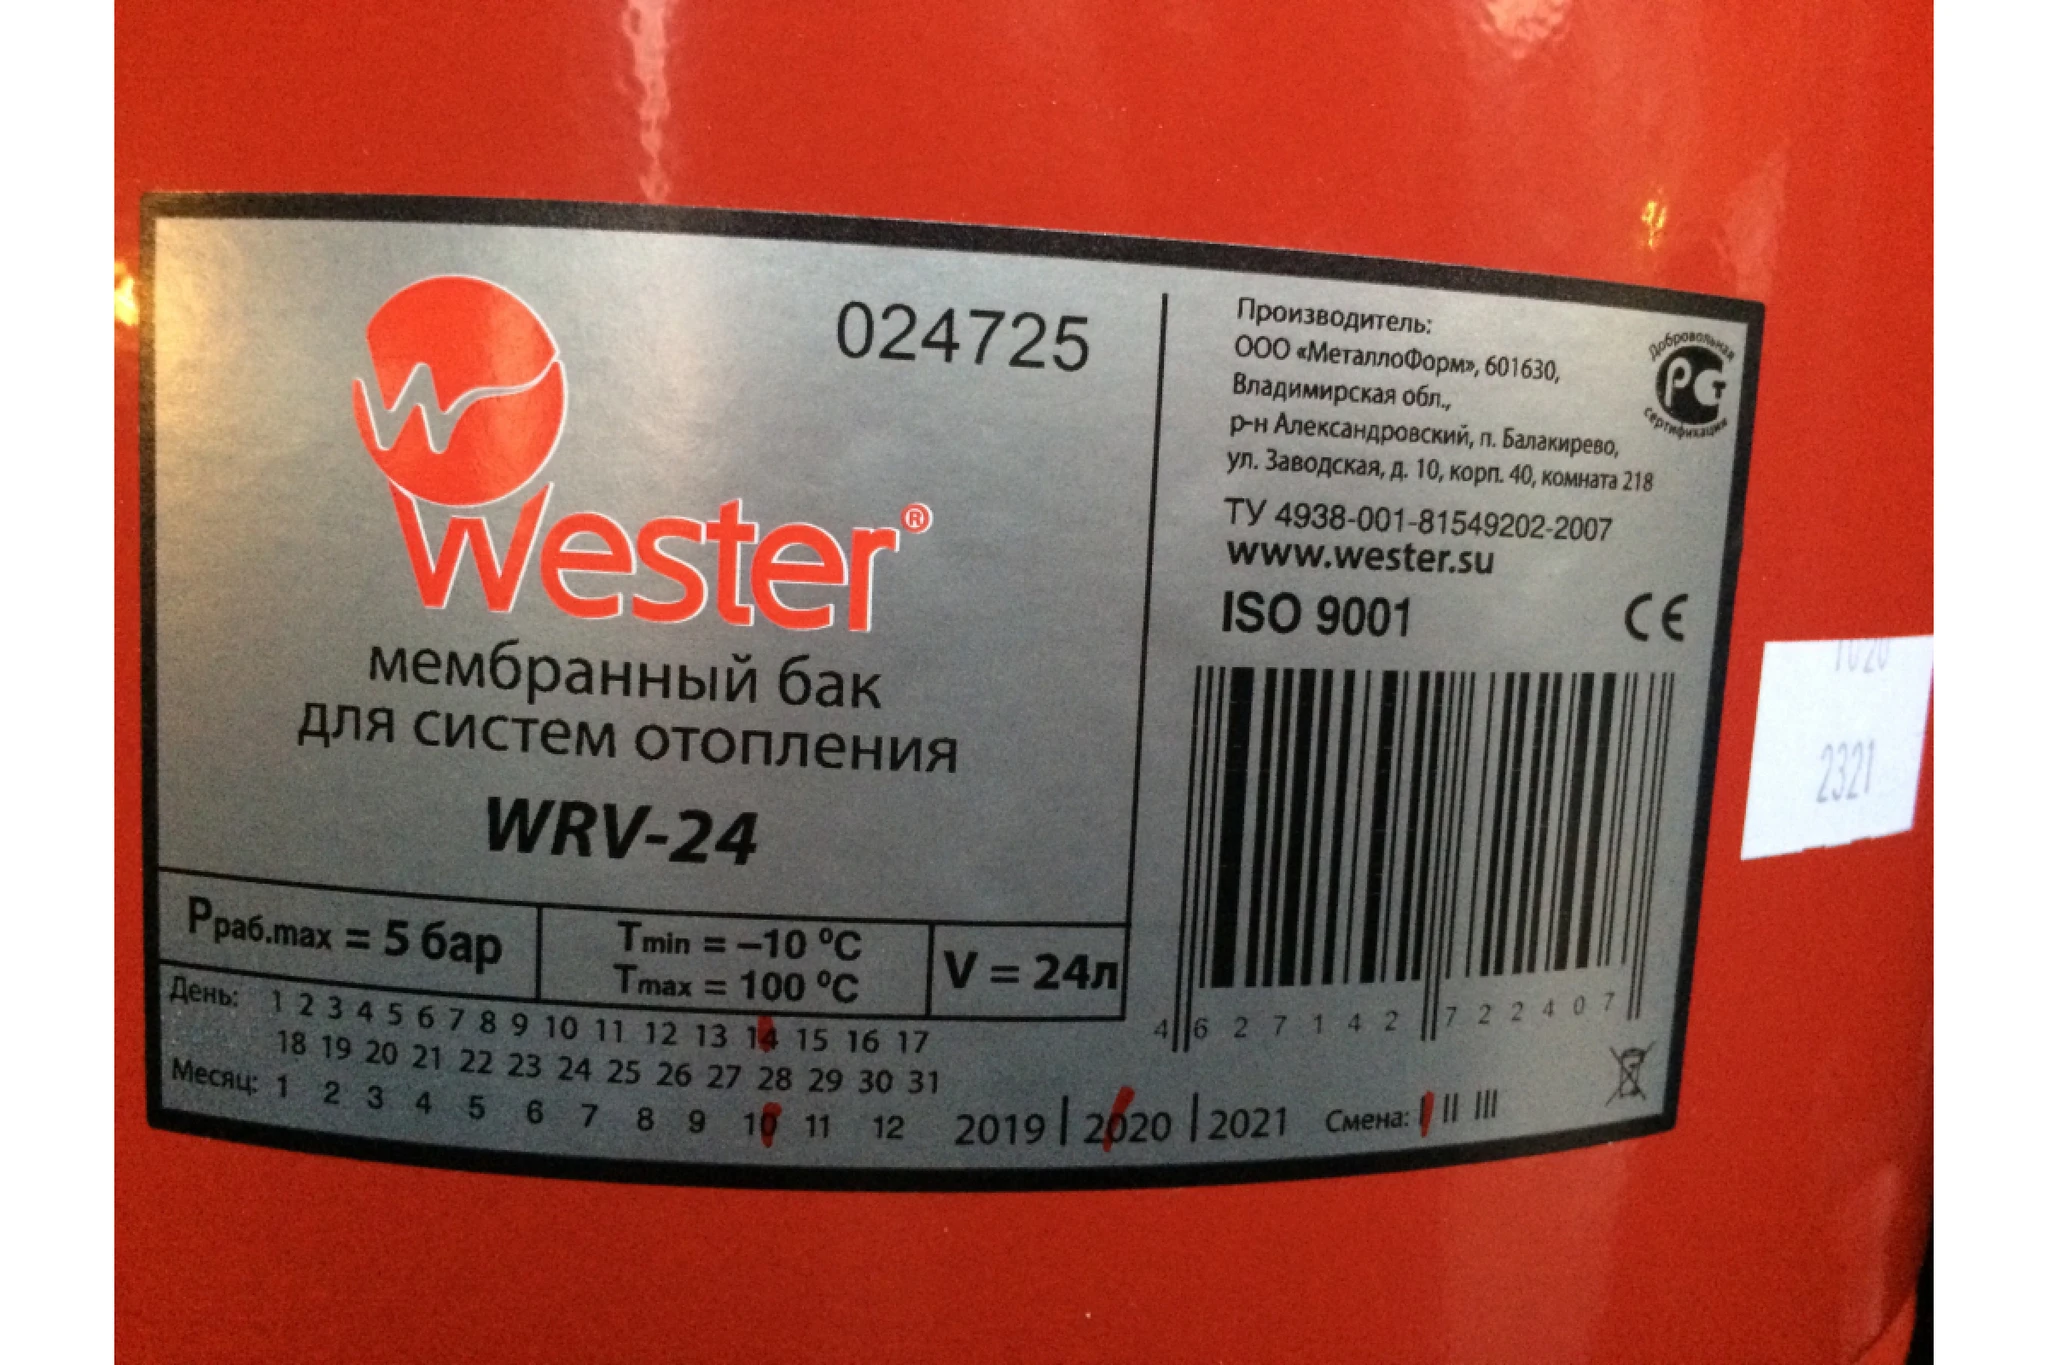 024725
Wester®
мембранный бак
для систем отопления
WRV-24
Pраб.max = 5 бар
Tmin = –10 ºC
Tmax = 100 ºC
V = 24л
День: 1 2 3 4 5 6 7 8 9 10 11 12 13 14 15 16 17
18 19 20 21 22 23 24 25 26 27 28 29 30 31
Месяц: 1 2 3 4 5 6 7 8 9 10 11 12
2019 | 2020 | 2021 Смена: I II III
Производитель:
ООО «МеталлоФорм», 601630,
Владимирская обл.,
р-н Александровский, п. Балакирево,
ул. Заводская, д. 10, корп. 40, комната 218
ТУ 4938-001-81549202-2007
www.wester.su
ISO 9001
CE
Добровольная
РСТ
сертификация
4 627142 722407
2321